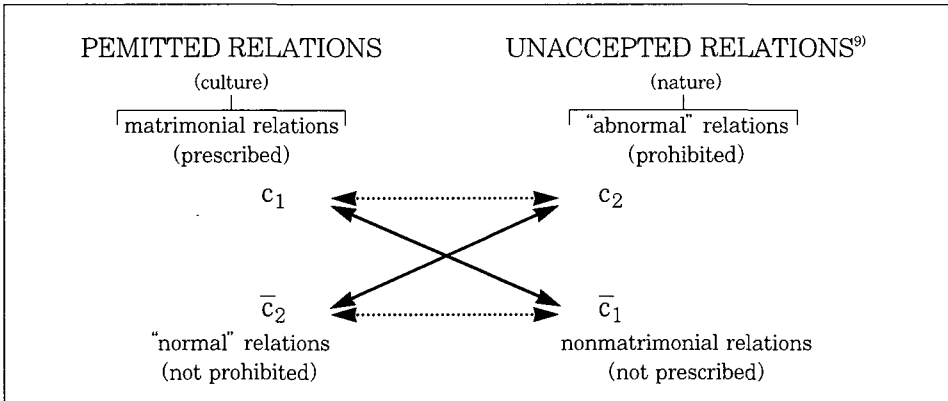 PEMITTED RELATIONS UNACCEPTED RELATIONS⁹⁾
(culture) (nature)
matrimonial relations "abnormal" relations
(prescribed) (prohibited)
c₁ c₂
c̅₂ c̅₁
"normal" relations nonmatrimonial relations
(not prohibited) (not prescribed)